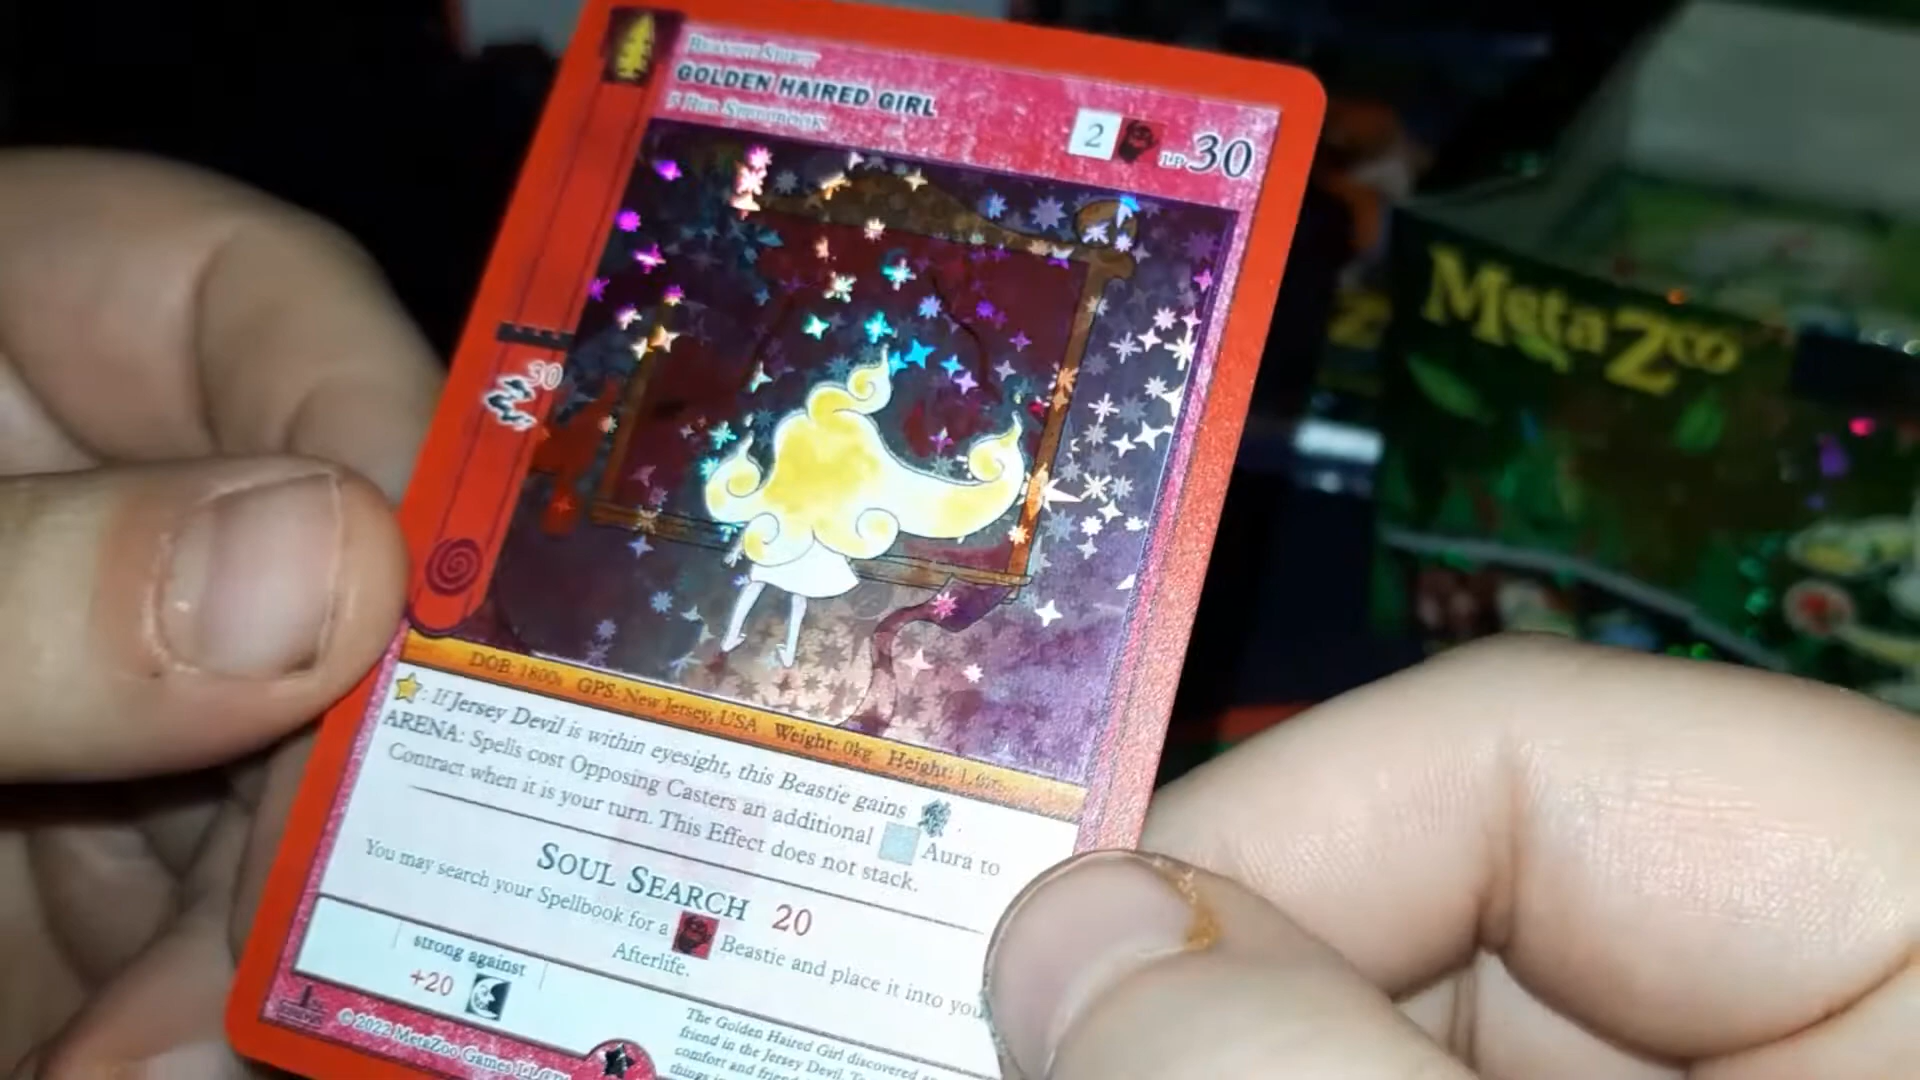 GOLDEN HAIRED GIRL
2
LP 30
30
DOB: 1800s GPS: New Jersey, USA Weight: 0kg Height: 1.6m
: If Jersey Devil is within eyesight, this Beastie gains .
ARENA: Spells cost Opposing Casters an additional Aura to
Contract when it is your turn. This Effect does not stack.
SOUL SEARCH 20
You may search your Spellbook for a Beastie and place it into you
Afterlife.
strong against
+20
© 2022 MetaZoo Games LLC
The Golden Haired Girl discovered
friend in the Jersey Devil.
comfort and
things
MetaZoo